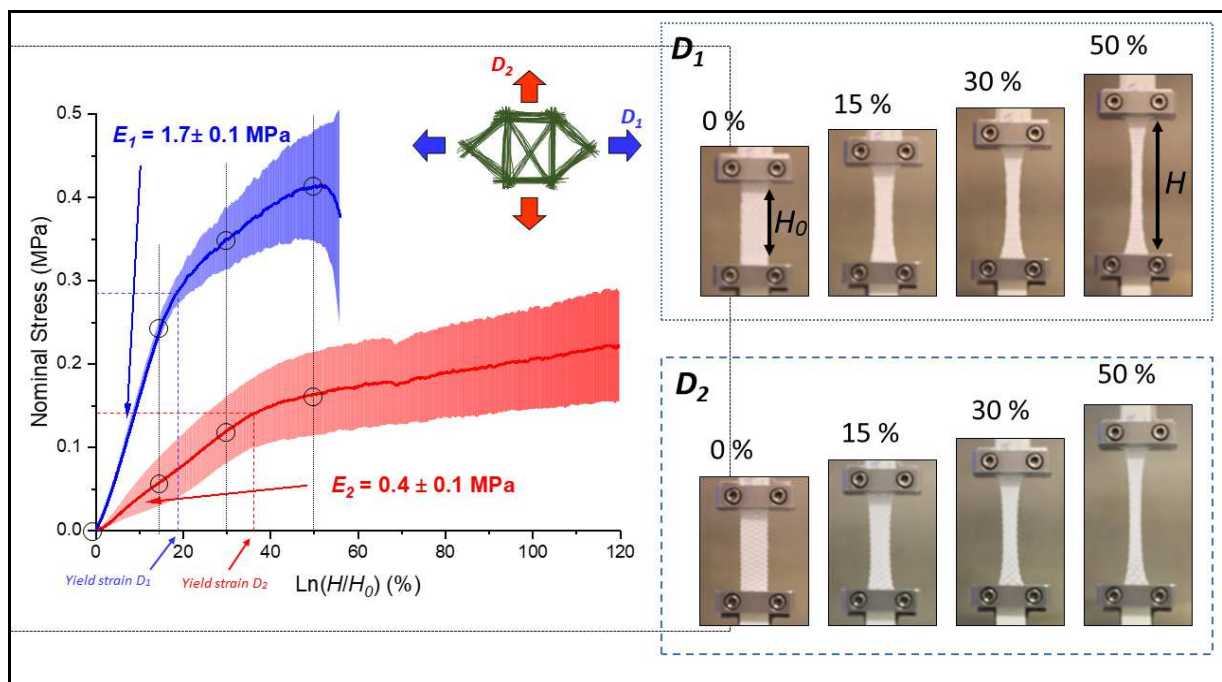 0.5
0.4
0.3
0.2
0.1
0.0
Nominal Stress (MPa)
E₁ = 1.7± 0.1 MPa
E₂ = 0.4 ± 0.1 MPa
0
20
40
60
80
100
120
Yield strain D₁
Yield strain D₂
Ln(H/H₀) (%)
D₂
D₁
D₁
0 %
15 %
30 %
50 %
H₀
H
D₂
0 %
15 %
30 %
50 %